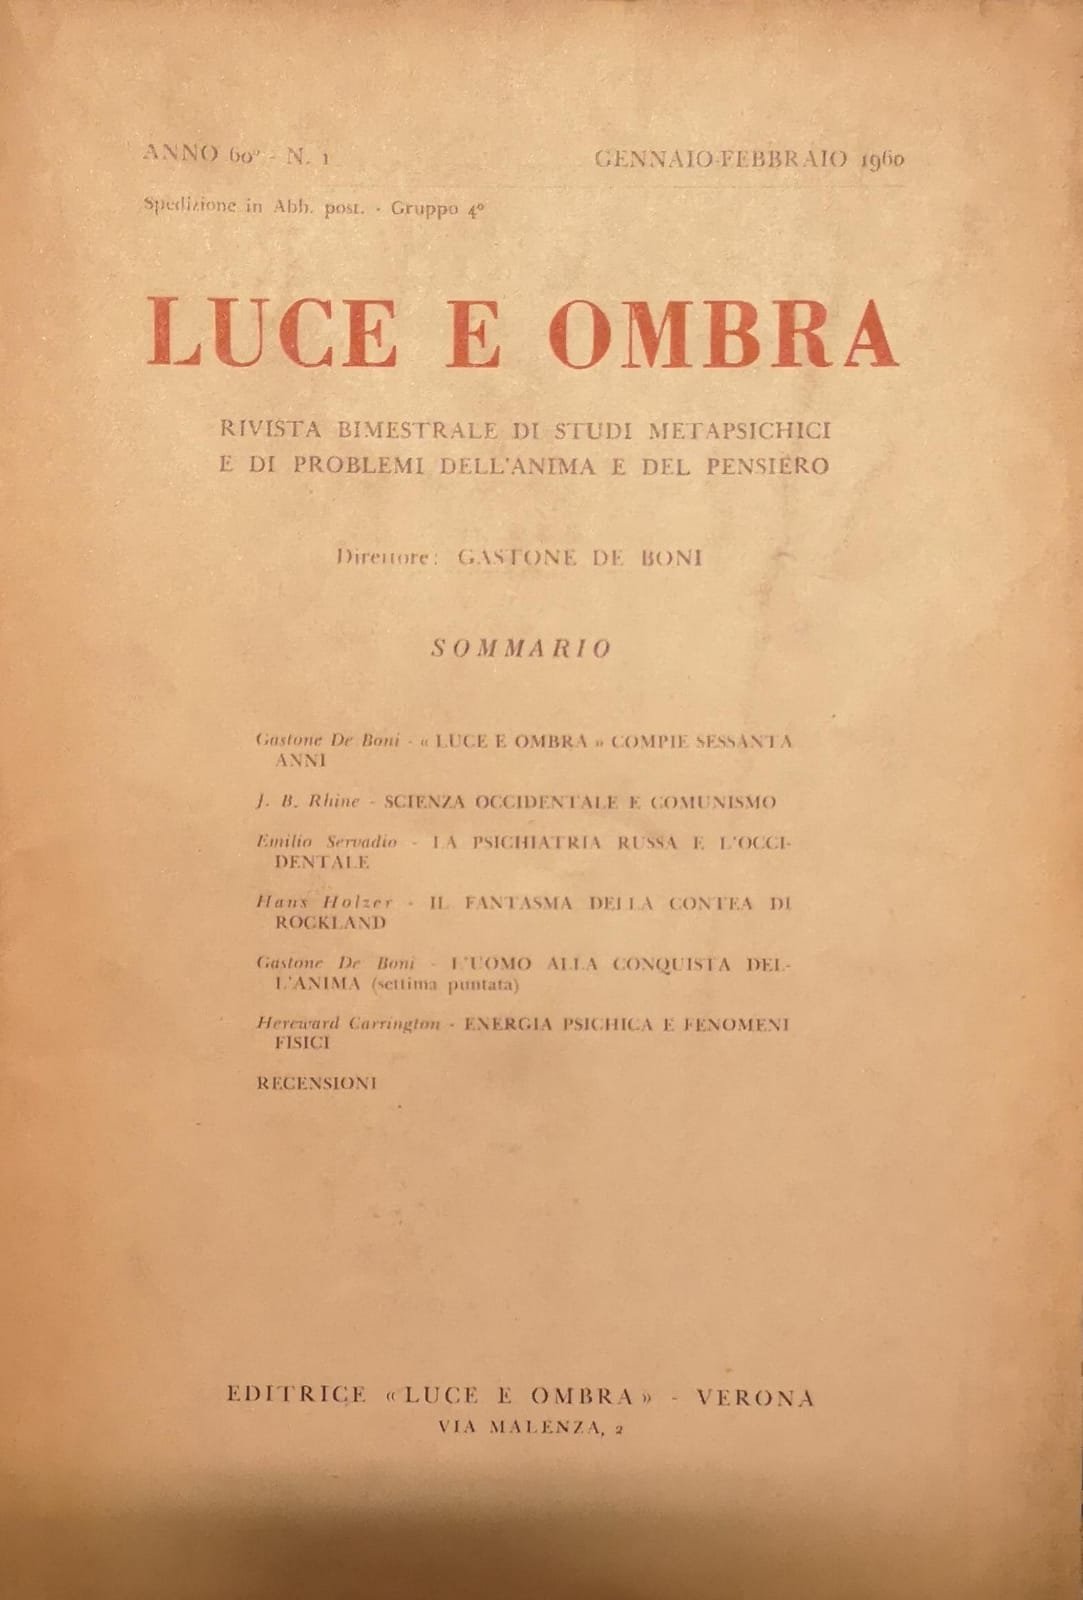 ANNO 60° - N. 1
GENNAIO-FEBBRAIO 1960
Spedizione in Abb. post. - Gruppo 4°
LUCE E OMBRA
RIVISTA BIMESTRALE DI STUDI METAPSICHICI
E DI PROBLEMI DELL'ANIMA E DEL PENSIERO
Direttore: GASTONE DE BONI
SOMMARIO
Gastone De Boni - « LUCE E OMBRA » COMPIE SESSANTA
ANNI
J. B. Rhine - SCIENZA OCCIDENTALE E COMUNISMO
Emilio Servadio - LA PSICHIATRIA RUSSA E L'OCCI-
DENTALE
Hans Holzer - IL FANTASMA DELLA CONTEA DI
ROCKLAND
Gastone De Boni - L'UOMO ALLA CONQUISTA DEL-
L'ANIMA (settima puntata)
Hereward Carrington - ENERGIA PSICHICA E FENOMENI
FISICI
RECENSIONI
EDITRICE « LUCE E OMBRA » - VERONA
VIA MALENZA, 2